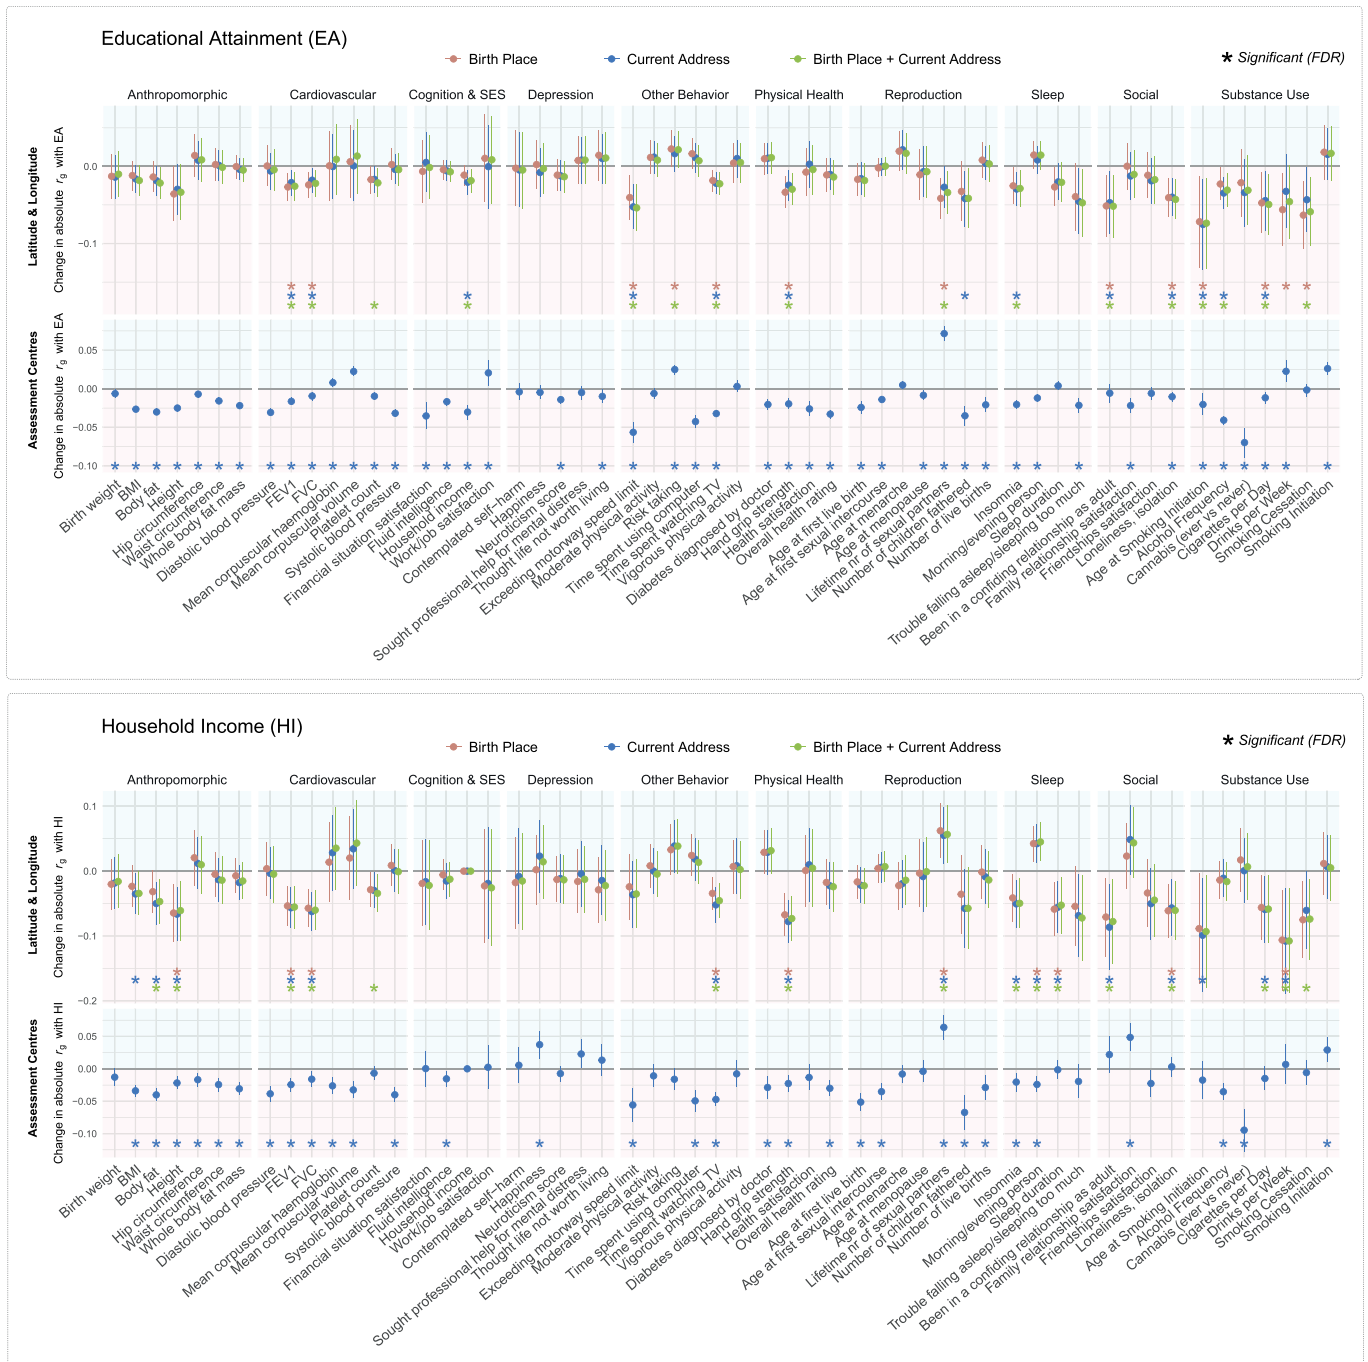 Educational Attainment (EA)
Birth Place
Current Address
Birth Place + Current Address
* Significant (FDR)
Anthropomorphic
Cardiovascular
Cognition & SES
Depression
Other Behavior
Physical Health
Reproduction
Sleep
Social
Substance Use
Latitude & Longitude
Change in absolute rg with EA
0.0
−0.1
Assessment Centres
Change in absolute rg with EA
0.05
0.00
−0.05
−0.10
Birth weight
BMI
Body fat
Height
Hip circumference
Waist circumference
Whole body fat mass
Diastolic blood pressure
FEV1
FVC
Mean corpuscular haemoglobin
Mean corpuscular volume
Platelet count
Systolic blood pressure
Financial situation satisfaction
Fluid intelligence
Household income
Work/job satisfaction
Contemplated self−harm
Happiness
Neuroticism score
Sought professional help for mental distress
Thought life not worth living
Exceeding motorway speed limit
Moderate physical activity
Risk taking
Time spent using computer
Time spent watching TV
Vigorous physical activity
Diabetes diagnosed by doctor
Hand grip strength
Health satisfaction
Overall health rating
Age at first live birth
Age at first sexual intercourse
Age at menarche
Age at menopause
Lifetime nr of sexual partners
Number of children fathered
Number of live births
Insomnia
Morning/evening person
Sleep duration
Trouble falling asleep/sleeping too much
Been in a confiding relationship as adult
Family relationship satisfaction
Friendships satisfaction
Loneliness, isolation
Age at Smoking Initiation
Alcohol Frequency
Cannabis (ever vs never)
Cigarettes per Day
Drinks per Week
Smoking Cessation
Smoking Initiation
Household Income (HI)
Birth Place
Current Address
Birth Place + Current Address
* Significant (FDR)
Anthropomorphic
Cardiovascular
Cognition & SES
Depression
Other Behavior
Physical Health
Reproduction
Sleep
Social
Substance Use
Latitude & Longitude
Change in absolute rg with HI
0.1
0.0
−0.1
−0.2
Assessment Centres
Change in absolute rg with HI
0.05
0.00
−0.05
−0.10
Birth weight
BMI
Body fat
Height
Hip circumference
Waist circumference
Whole body fat mass
Diastolic blood pressure
FEV1
FVC
Mean corpuscular haemoglobin
Mean corpuscular volume
Platelet count
Systolic blood pressure
Financial situation satisfaction
Fluid intelligence
Household income
Work/job satisfaction
Contemplated self−harm
Happiness
Neuroticism score
Sought professional help for mental distress
Thought life not worth living
Exceeding motorway speed limit
Moderate physical activity
Risk taking
Time spent using computer
Time spent watching TV
Vigorous physical activity
Diabetes diagnosed by doctor
Hand grip strength
Health satisfaction
Overall health rating
Age at first live birth
Age at first sexual intercourse
Age at menarche
Age at menopause
Lifetime nr of sexual partners
Number of children fathered
Number of live births
Insomnia
Morning/evening person
Sleep duration
Trouble falling asleep/sleeping too much
Been in a confiding relationship as adult
Family relationship satisfaction
Friendships satisfaction
Loneliness, isolation
Age at Smoking Initiation
Alcohol Frequency
Cannabis (ever vs never)
Cigarettes per Day
Drinks per Week
Smoking Cessation
Smoking Initiation